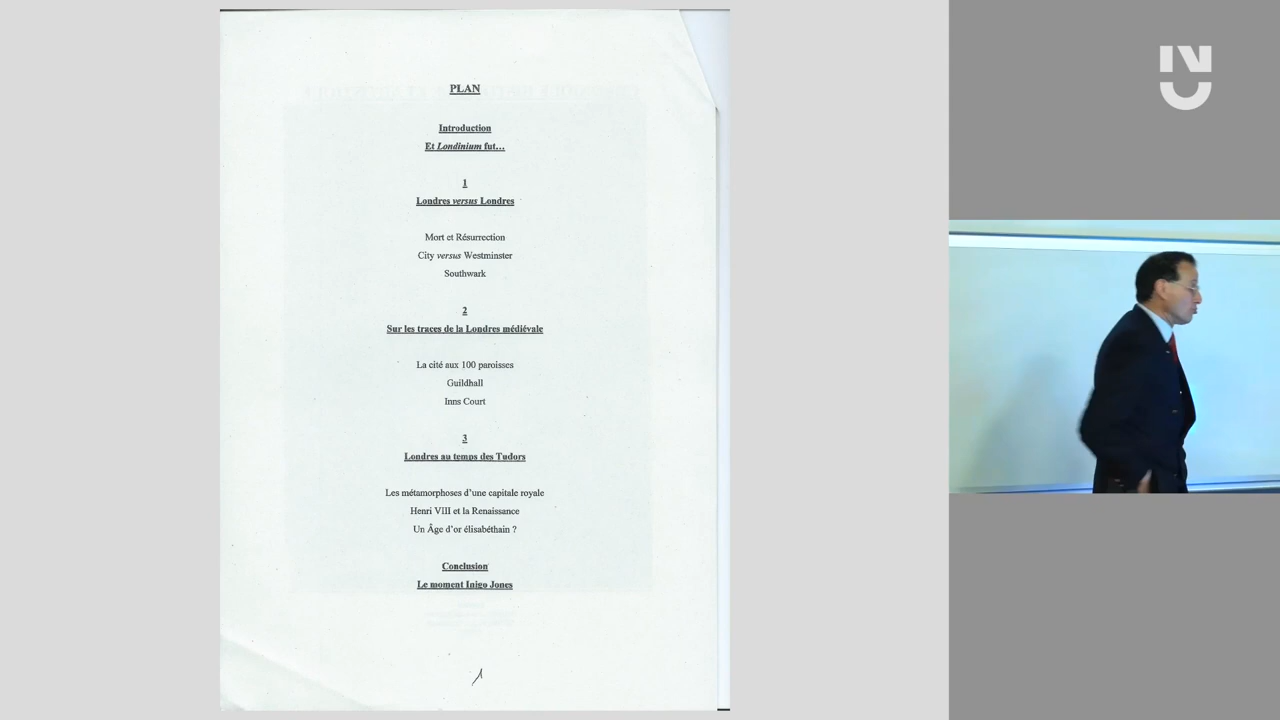 PLAN
Introduction
Et Londinium fut...
1
Londres versus Londres
Mort et Résurrection
City versus Westminster
Southwark
2
Sur les traces de la Londres médiévale
La cité aux 100 paroisses
Guildhall
Inns Court
3
Londres au temps des Tudors
Les métamorphoses d'une capitale royale
Henri VIII et la Renaissance
Un Âge d'or élisabéthain ?
Conclusion
Le moment Inigo Jones
1